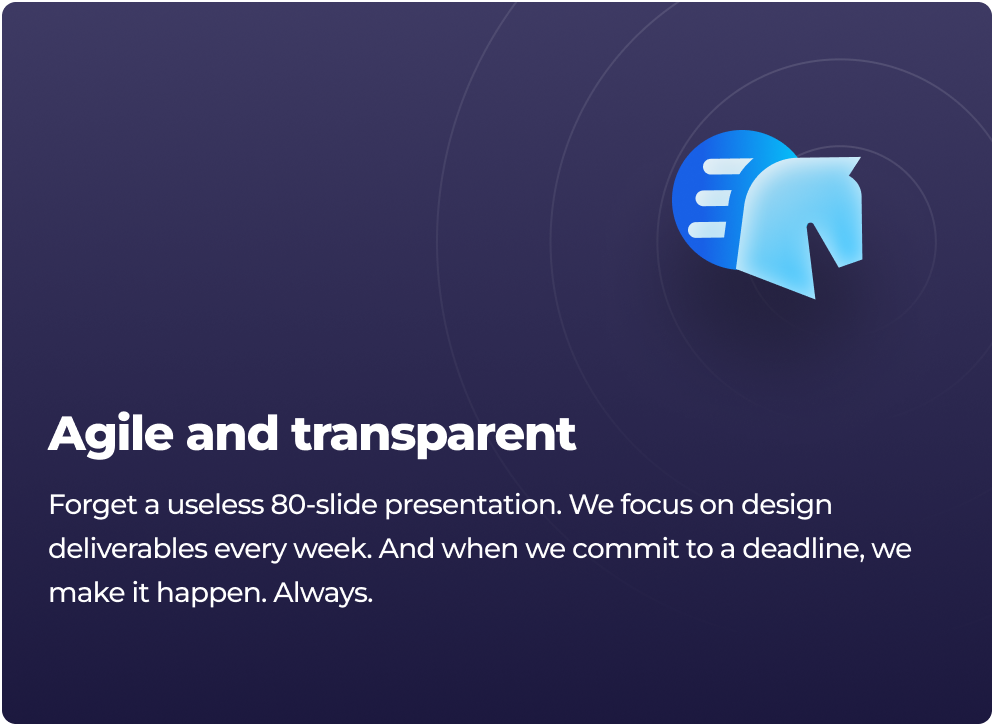 Agile and transparent
Forget a useless 80-slide presentation. We focus on design
deliverables every week. And when we commit to a deadline, we
make it happen. Always.